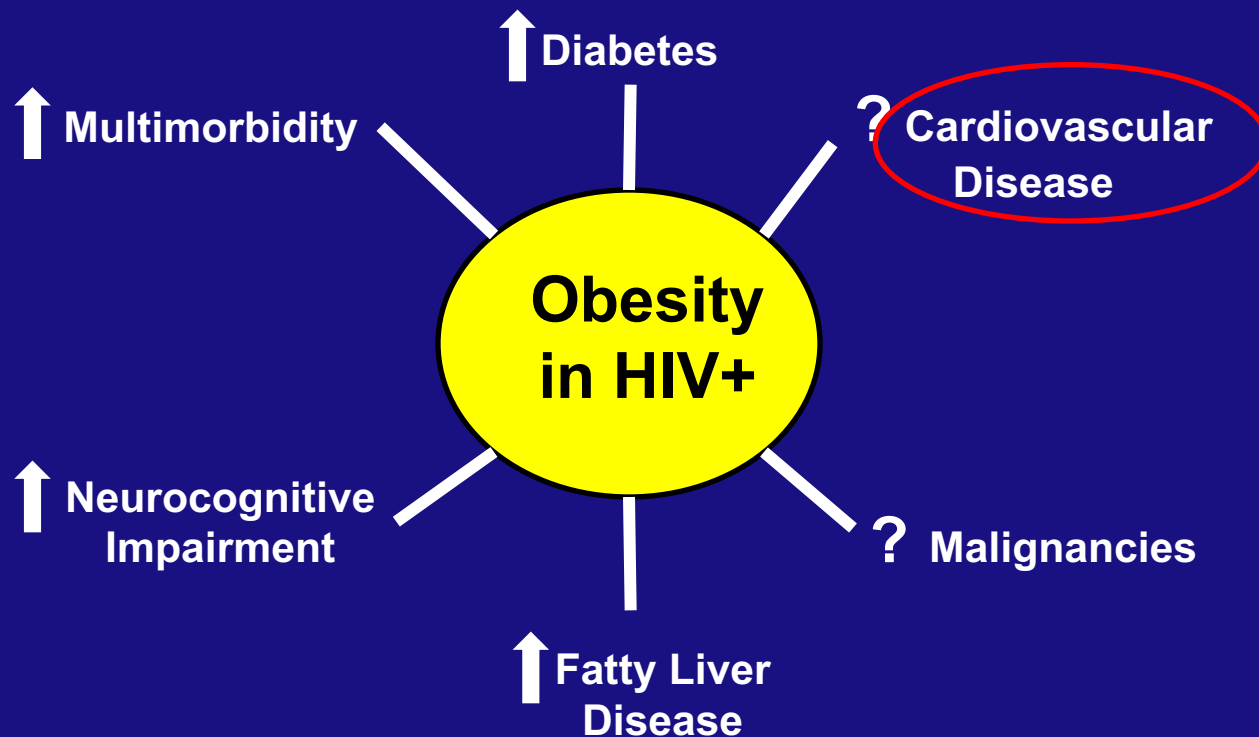 Diabetes
Multimorbidity
? Cardiovascular
Disease
Obesity
in HIV+
Neurocognitive
Impairment
? Malignancies
Fatty Liver
Disease